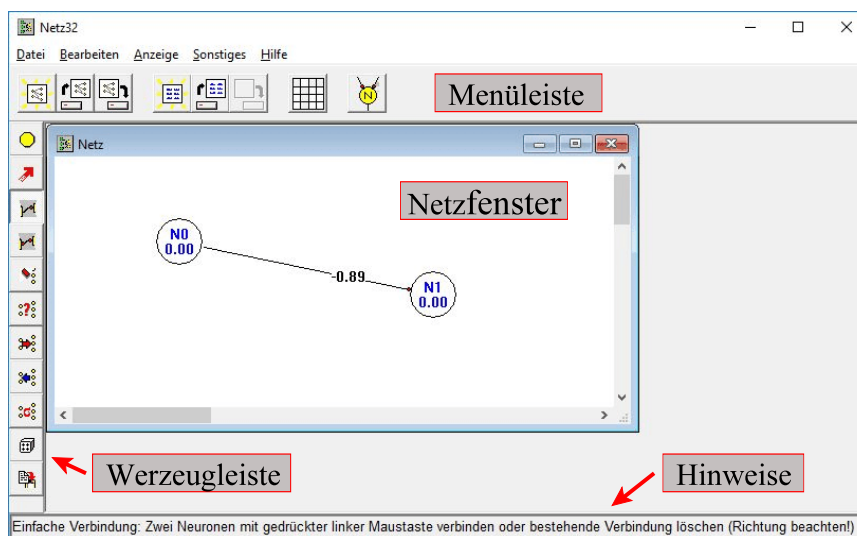 Netz32
Datei Bearbeiten Anzeige Sonstiges Hilfe
N
Menüleiste
Netz
Netzfenster
N0
0.00
-0.89
N1
0.00
?
Werzeugleiste
Hinweise
Einfache Verbindung: Zwei Neuronen mit gedrückter linker Maustaste verbinden oder bestehende Verbindung löschen (Richtung beachten!)